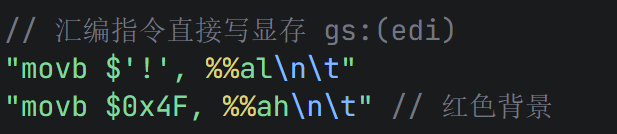 // 汇编指令直接写显存 gs:(edi)
"movb $'!', %%al\n\t"
"movb $0x4F, %%ah\n\t" // 红色背景